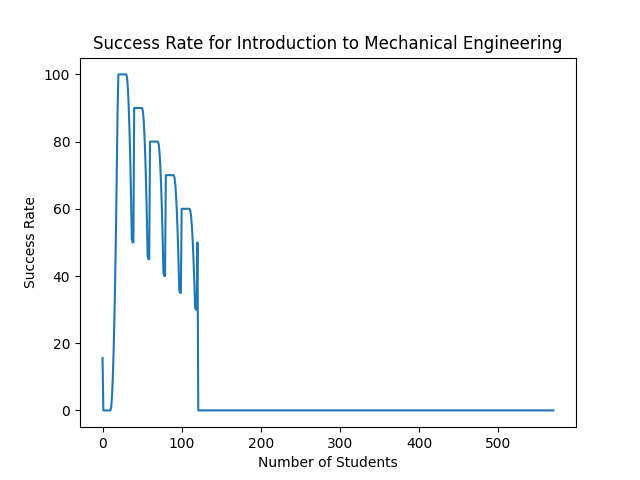 Success Rate for Introduction to Mechanical Engineering
100
80
60
40
20
0
Success Rate
0 100 200 300 400 500
Number of Students